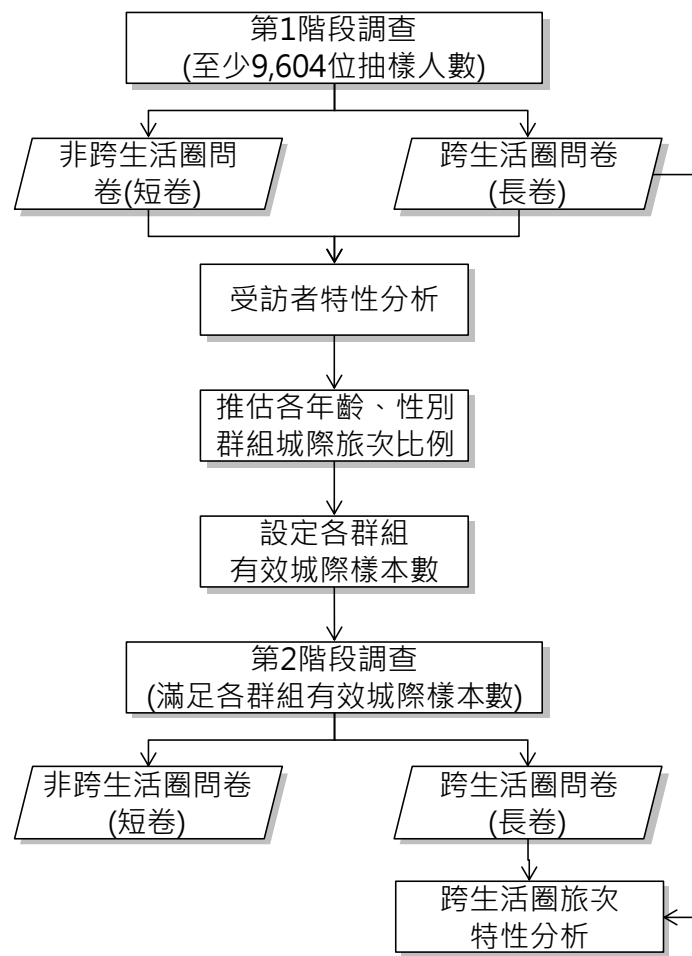 第1階段調查
(至少9,604位抽樣人數)
非跨生活圈問
卷(短卷)
跨生活圈問卷
(長卷)
受訪者特性分析
推估各年齡、性別
群組城際旅次比例
設定各群組
有效城際樣本數
第2階段調查
(滿足各群組有效城際樣本數)
非跨生活圈問卷
(短卷)
跨生活圈問卷
(長卷)
跨生活圈旅次
特性分析